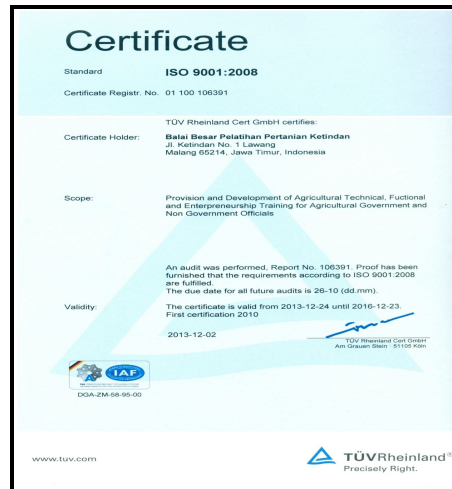 Certificate
Standard ISO 9001:2008
Certificate Registr. No. 01 100 106391
TÜV Rheinland Cert GmbH certifies:
Certificate Holder: Balai Besar Pelatihan Pertanian Ketindan
Jl. Ketindan No. 1 Lawang
Malang 65214, Jawa Timur, Indonesia
Scope: Provision and Development of Agricultural Technical, Fuctional
and Enterpreneurship Training for Agricultural Government and
Non Government Officials
An audit was performed, Report No. 106391. Proof has been
furnished that the requirements according to ISO 9001:2008
are fulfilled.
The due date for all future audits is 26-10 (dd.mm).
Validity: The certificate is valid from 2013-12-24 until 2016-12-23.
First certification 2010
2013-12-02
TÜV Rheinland Cert GmbH
Am Grauen Stein · 51105 Köln
IAF
DGA-ZM-58-95-00
www.tuv.com
TÜVRheinland®
Precisely Right.